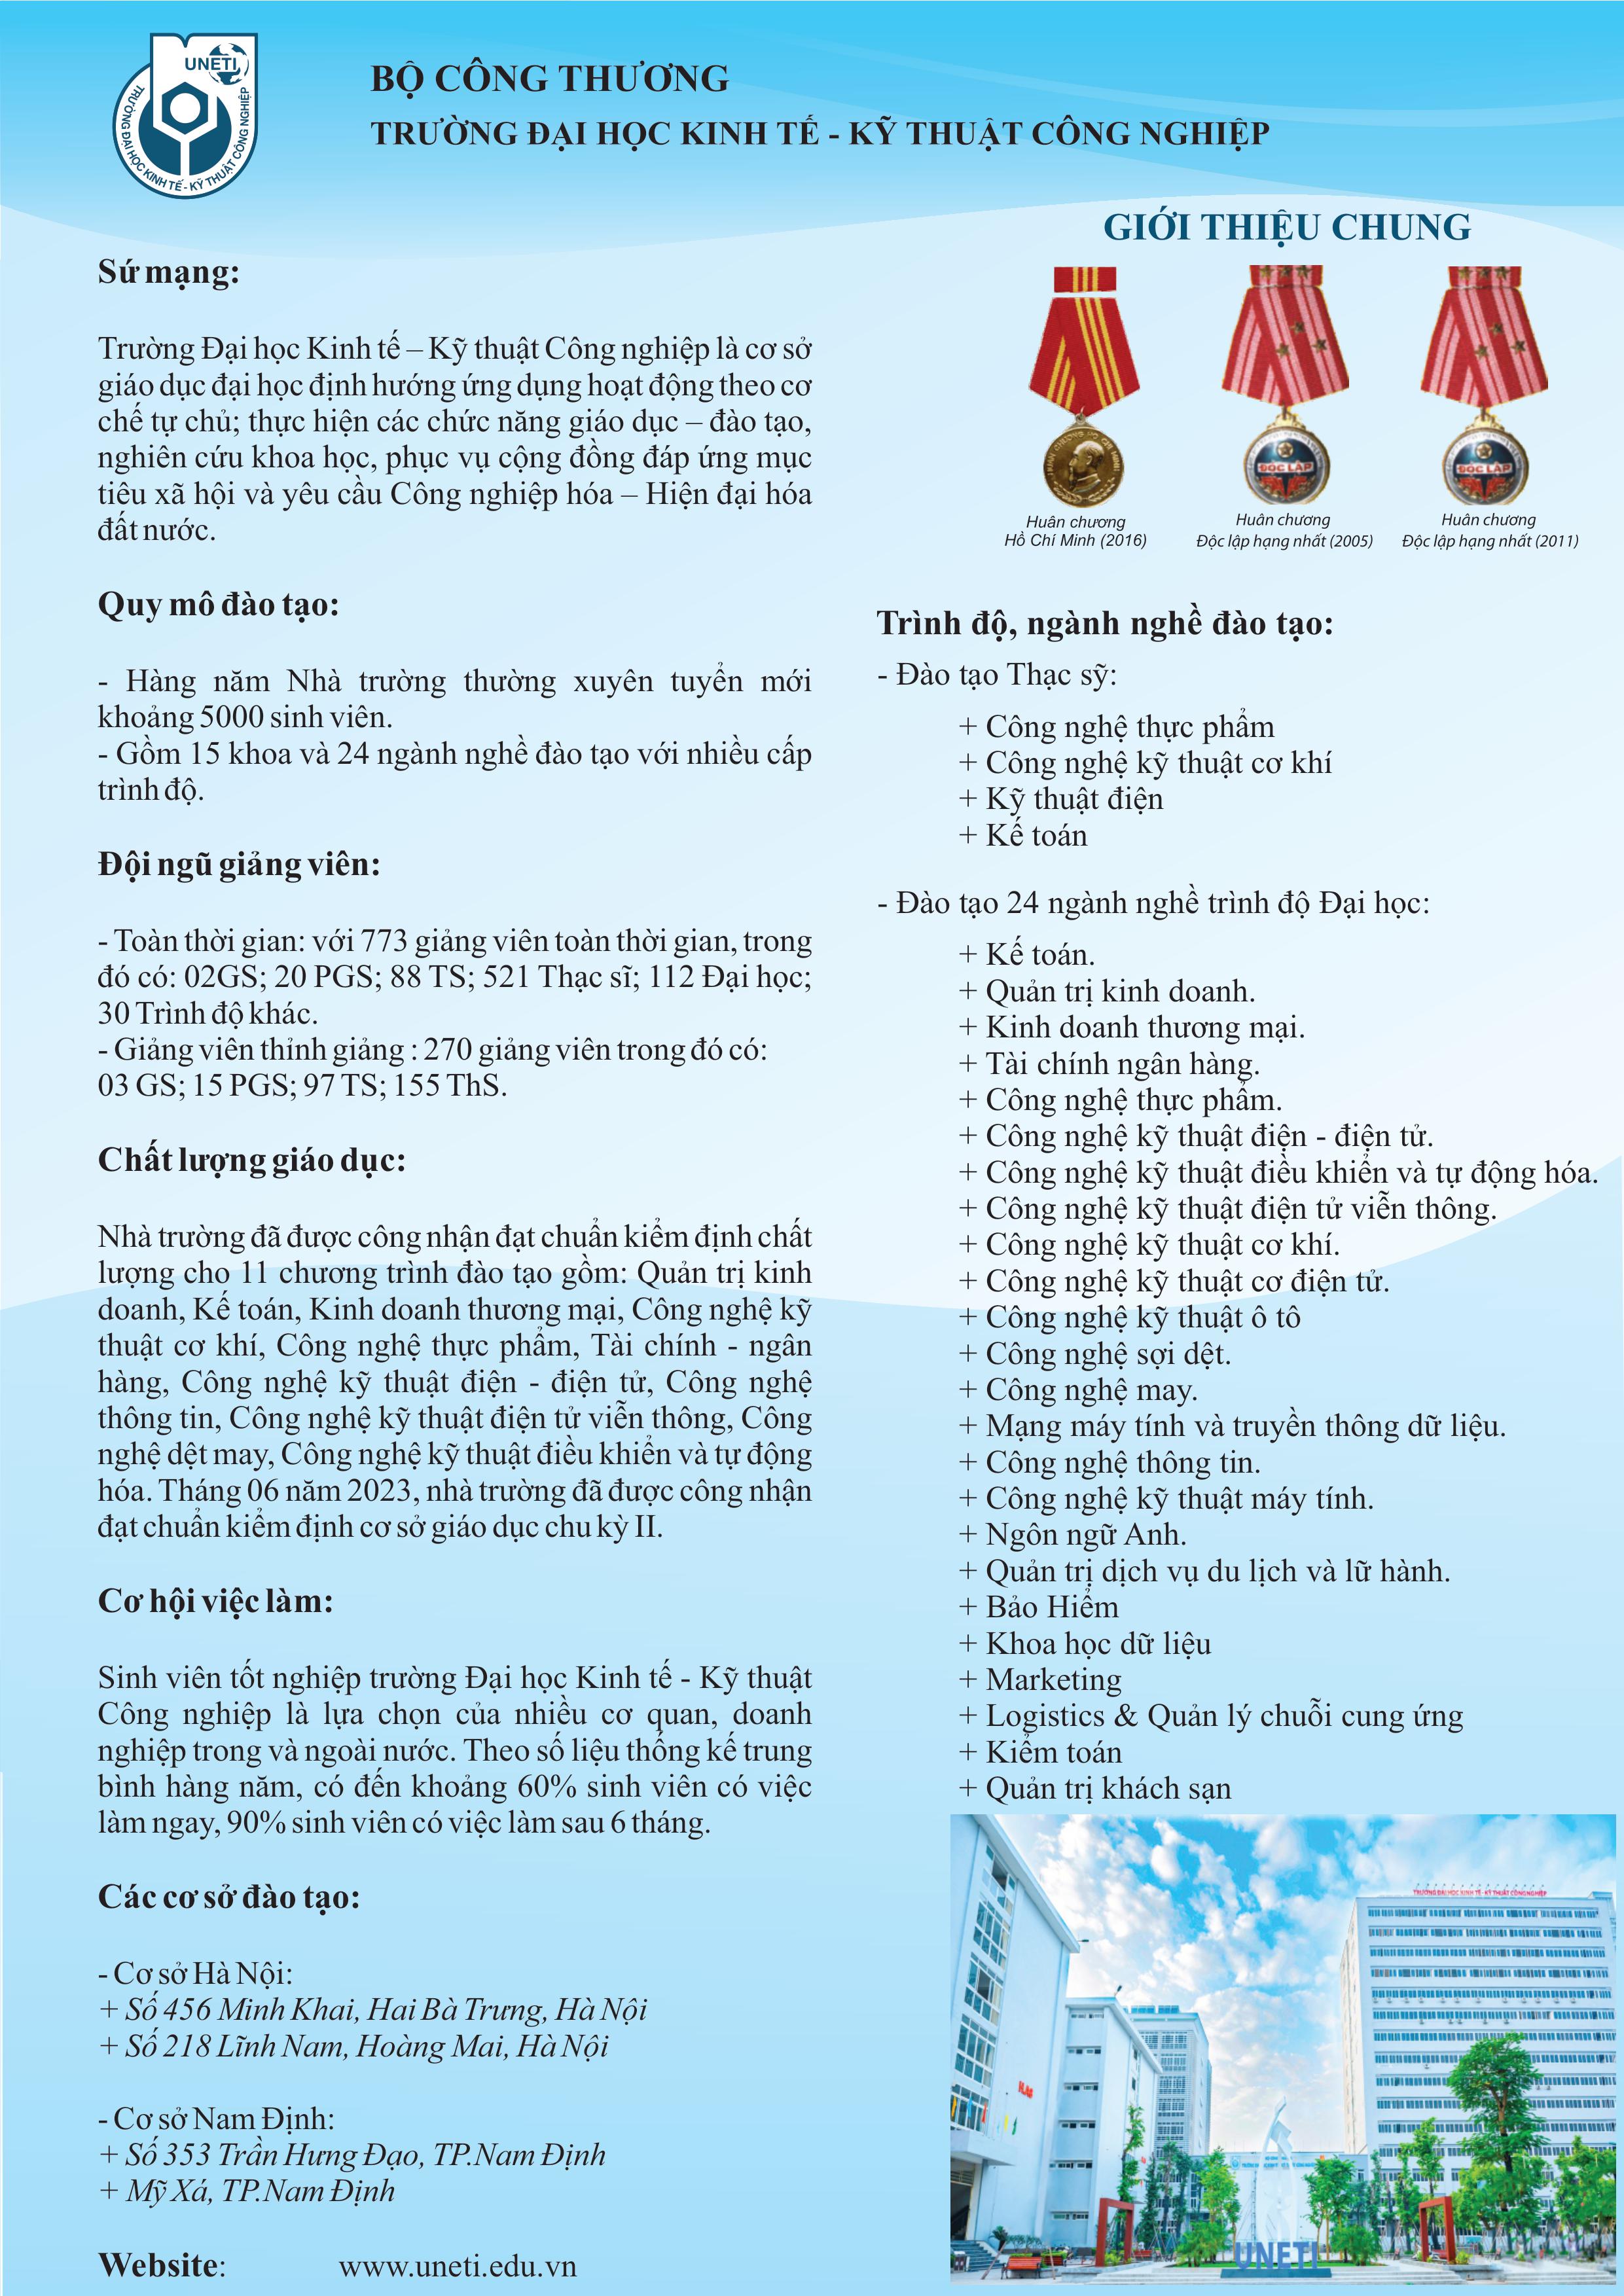 UNETI
TRƯỜNG ĐẠI HỌC KINH TẾ - KỸ THUẬT CÔNG NGHIỆP
BỘ CÔNG THƯƠNG
TRƯỜNG ĐẠI HỌC KINH TẾ - KỸ THUẬT CÔNG NGHIỆP
Sứ mạng:
Trường Đại học Kinh tế – Kỹ thuật Công nghiệp là cơ sở
giáo dục đại học định hướng ứng dụng hoạt động theo cơ
chế tự chủ; thực hiện các chức năng giáo dục – đào tạo,
nghiên cứu khoa học, phục vụ cộng đồng đáp ứng mục
tiêu xã hội và yêu cầu Công nghiệp hóa – Hiện đại hóa
đất nước.
Quy mô đào tạo:
- Hàng năm Nhà trường thường xuyên tuyển mới
khoảng 5000 sinh viên.
- Gồm 15 khoa và 24 ngành nghề đào tạo với nhiều cấp
trình độ.
Đội ngũ giảng viên:
- Toàn thời gian: với 773 giảng viên toàn thời gian, trong
đó có: 02GS; 20 PGS; 88 TS; 521 Thạc sĩ; 112 Đại học;
30 Trình độ khác.
- Giảng viên thỉnh giảng : 270 giảng viên trong đó có:
03 GS; 15 PGS; 97 TS; 155 ThS.
Chất lượng giáo dục:
Nhà trường đã được công nhận đạt chuẩn kiểm định chất
lượng cho 11 chương trình đào tạo gồm: Quản trị kinh
doanh, Kế toán, Kinh doanh thương mại, Công nghệ kỹ
thuật cơ khí, Công nghệ thực phẩm, Tài chính - ngân
hàng, Công nghệ kỹ thuật điện - điện tử, Công nghệ
thông tin, Công nghệ kỹ thuật điện tử viễn thông, Công
nghệ dệt may, Công nghệ kỹ thuật điều khiển và tự động
hóa. Tháng 06 năm 2023, nhà trường đã được công nhận
đạt chuẩn kiểm định cơ sở giáo dục chu kỳ II.
Cơ hội việc làm:
Sinh viên tốt nghiệp trường Đại học Kinh tế - Kỹ thuật
Công nghiệp là lựa chọn của nhiều cơ quan, doanh
nghiệp trong và ngoài nước. Theo số liệu thống kế trung
bình hàng năm, có đến khoảng 60% sinh viên có việc
làm ngay, 90% sinh viên có việc làm sau 6 tháng.
Các cơ sở đào tạo:
- Cơ sở Hà Nội:
+ Số 456 Minh Khai, Hai Bà Trưng, Hà Nội
+ Số 218 Lĩnh Nam, Hoàng Mai, Hà Nội
- Cơ sở Nam Định:
+ Số 353 Trần Hưng Đạo, TP.Nam Định
+ Mỹ Xá, TP.Nam Định
Website: www.uneti.edu.vn
GIỚI THIỆU CHUNG
ĐỘC LẬP
ĐỘC LẬP
Huân chương
Hồ Chí Minh (2016)
Huân chương
Độc lập hạng nhất (2005)
Huân chương
Độc lập hạng nhất (2011)
Trình độ, ngành nghề đào tạo:
- Đào tạo Thạc sỹ:
+ Công nghệ thực phẩm
+ Công nghệ kỹ thuật cơ khí
+ Kỹ thuật điện
+ Kế toán
- Đào tạo 24 ngành nghề trình độ Đại học:
+ Kế toán.
+ Quản trị kinh doanh.
+ Kinh doanh thương mại.
+ Tài chính ngân hàng.
+ Công nghệ thực phẩm.
+ Công nghệ kỹ thuật điện - điện tử.
+ Công nghệ kỹ thuật điều khiển và tự động hóa.
+ Công nghệ kỹ thuật điện tử viễn thông.
+ Công nghệ kỹ thuật cơ khí.
+ Công nghệ kỹ thuật cơ điện tử.
+ Công nghệ kỹ thuật ô tô
+ Công nghệ sợi dệt.
+ Công nghệ may.
+ Mạng máy tính và truyền thông dữ liệu.
+ Công nghệ thông tin.
+ Công nghệ kỹ thuật máy tính.
+ Ngôn ngữ Anh.
+ Quản trị dịch vụ du lịch và lữ hành.
+ Bảo Hiểm
+ Khoa học dữ liệu
+ Marketing
+ Logistics & Quản lý chuỗi cung ứng
+ Kiểm toán
+ Quản trị khách sạn
TRƯỜNG ĐẠI HỌC KINH TẾ - KỸ THUẬT CÔNG NGHIỆP
UNETI